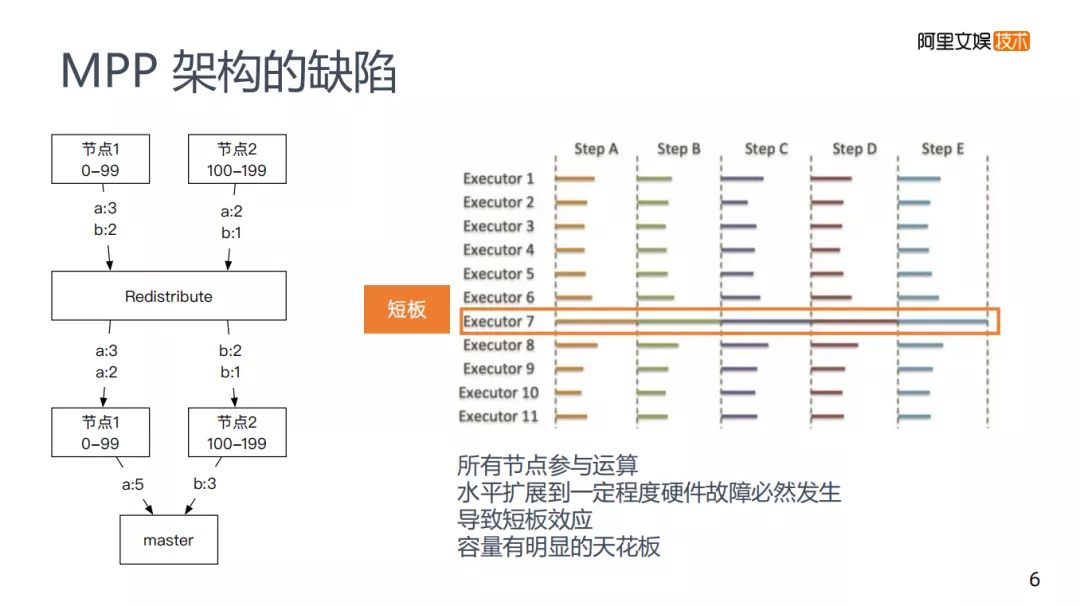 阿里文娱技术
MPP 架构的缺陷
节点1
0-99
节点2
100-199
a:3
b:2
a:2
b:1
Redistribute
a:3
a:2
b:2
b:1
节点1
0-99
节点2
100-199
a:5
b:3
master
短板
Step A
Step B
Step C
Step D
Step E
Executor 1
Executor 2
Executor 3
Executor 4
Executor 5
Executor 6
Executor 7
Executor 8
Executor 9
Executor 10
Executor 11
所有节点参与运算
水平扩展到一定程度硬件故障必然发生
导致短板效应
容量有明显的天花板
6